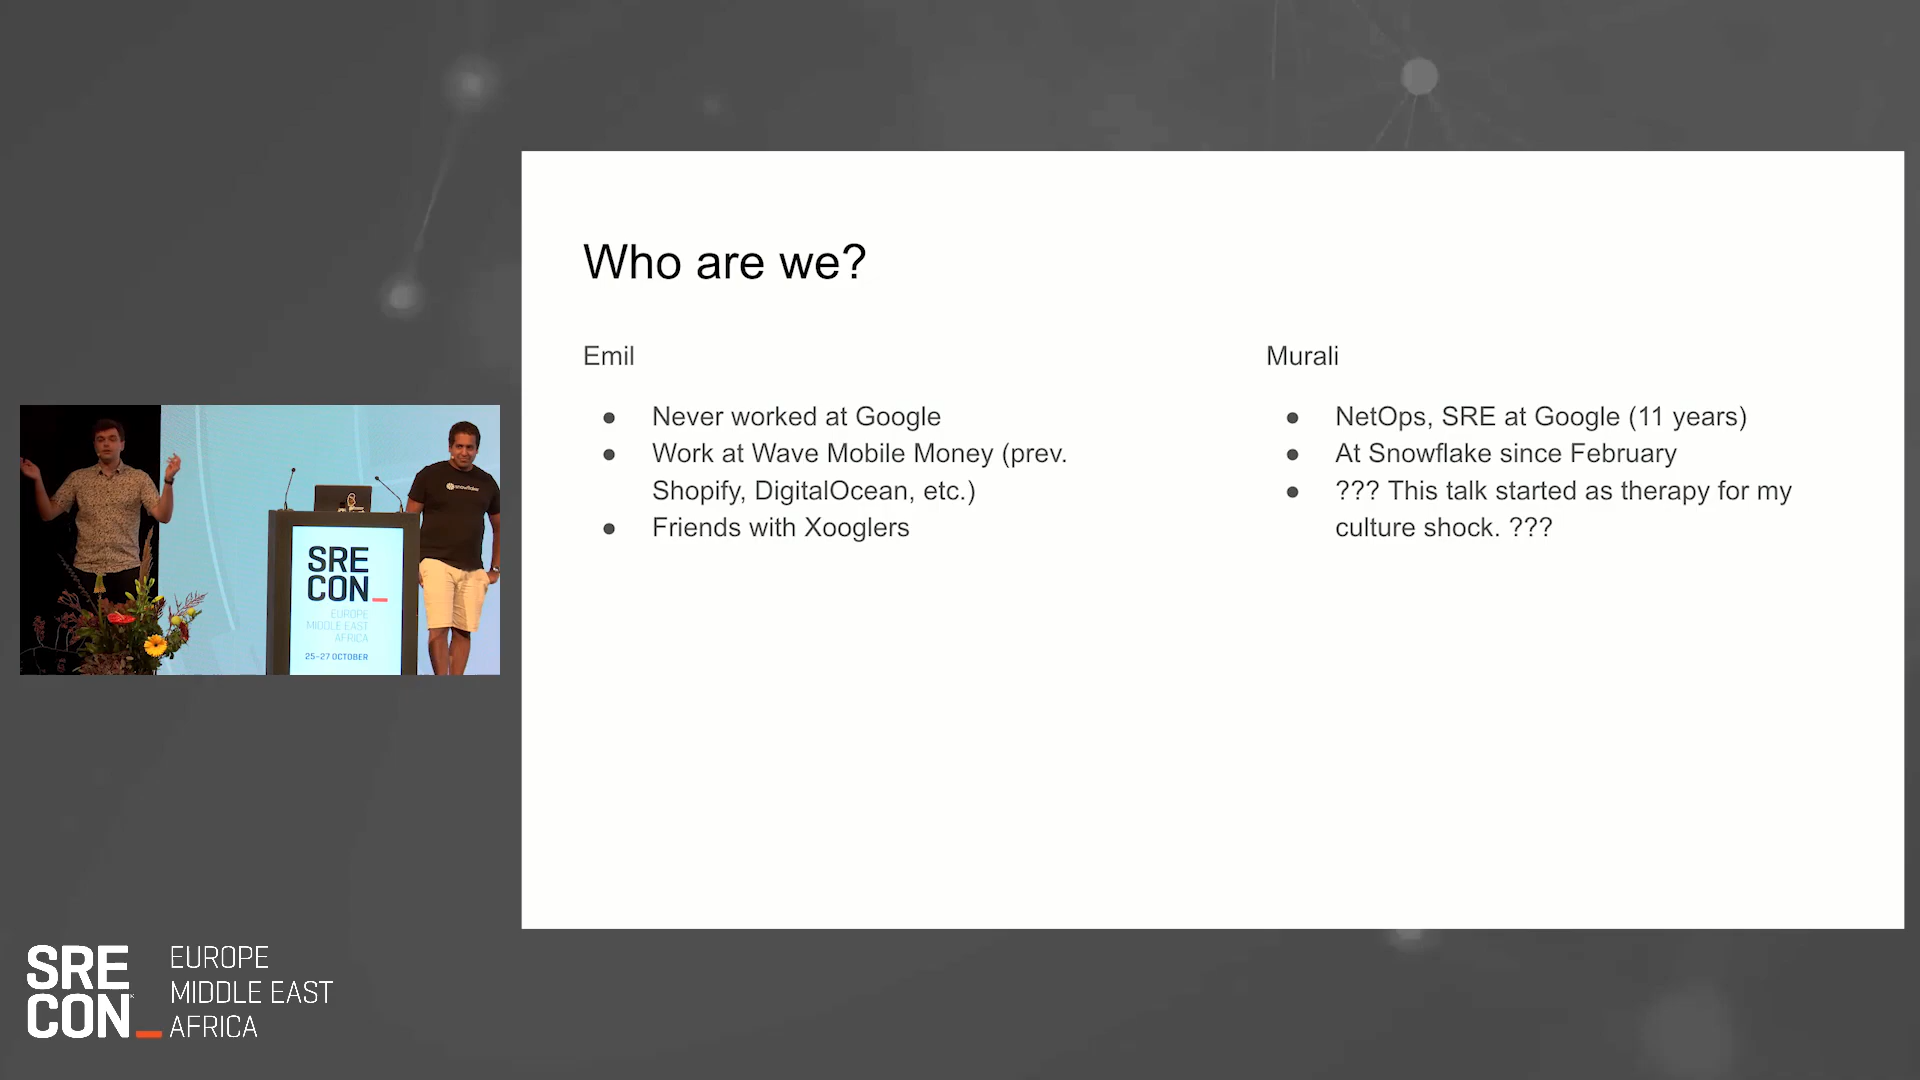 Who are we?
Emil
● Never worked at Google
● Work at Wave Mobile Money (prev.
Shopify, DigitalOcean, etc.)
● Friends with Xooglers
Murali
● NetOps, SRE at Google (11 years)
● At Snowflake since February
● ??? This talk started as therapy for my
culture shock. ???
snowflake
SRE
CON_
EUROPE
MIDDLE EAST
AFRICA
25-27 OCTOBER
SRE
CON_
EUROPE
MIDDLE EAST
AFRICA